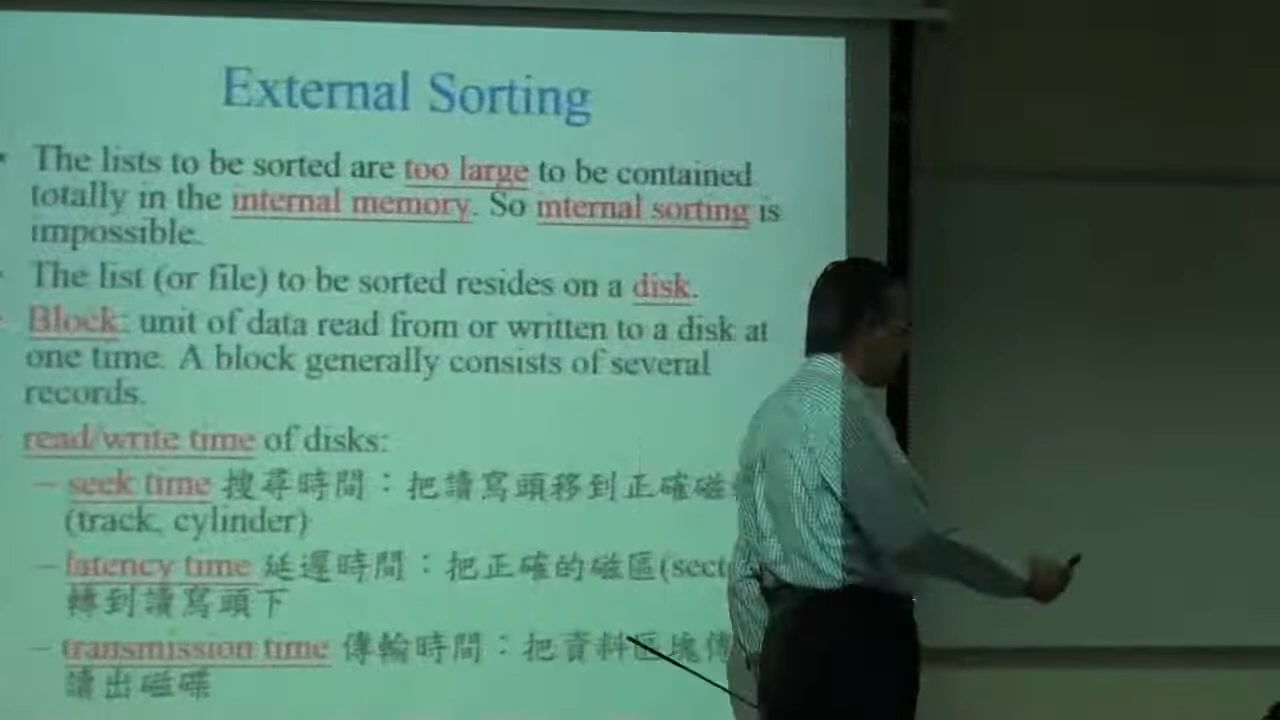 External Sorting
The lists to be sorted are too large to be contained
totally in the internal memory. So internal sorting is
impossible.
The list (or file) to be sorted resides on a disk.
Block: unit of data read from or written to a disk at
one time. A block generally consists of several
records.
read/write time of disks:
– seek time 搜尋時間：把讀寫頭移到正確磁
(track, cylinder)
– latency time 延遲時間：把正確的磁區(sect
轉到讀寫頭下
– transmission time 傳輸時間：把資料區塊傳
讀出磁碟